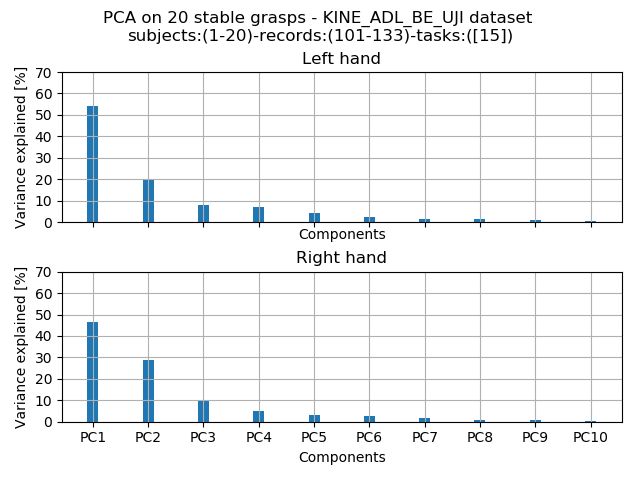 PCA on 20 stable grasps - KINE_ADL_BE_UJI dataset
subjects:(1-20)-records:(101-133)-tasks:([15])
Left hand
Variance explained [%]
70
60
50
40
30
20
10
0
Components
Right hand
Variance explained [%]
70
60
50
40
30
20
10
0
PC1 PC2 PC3 PC4 PC5 PC6 PC7 PC8 PC9 PC10
Components